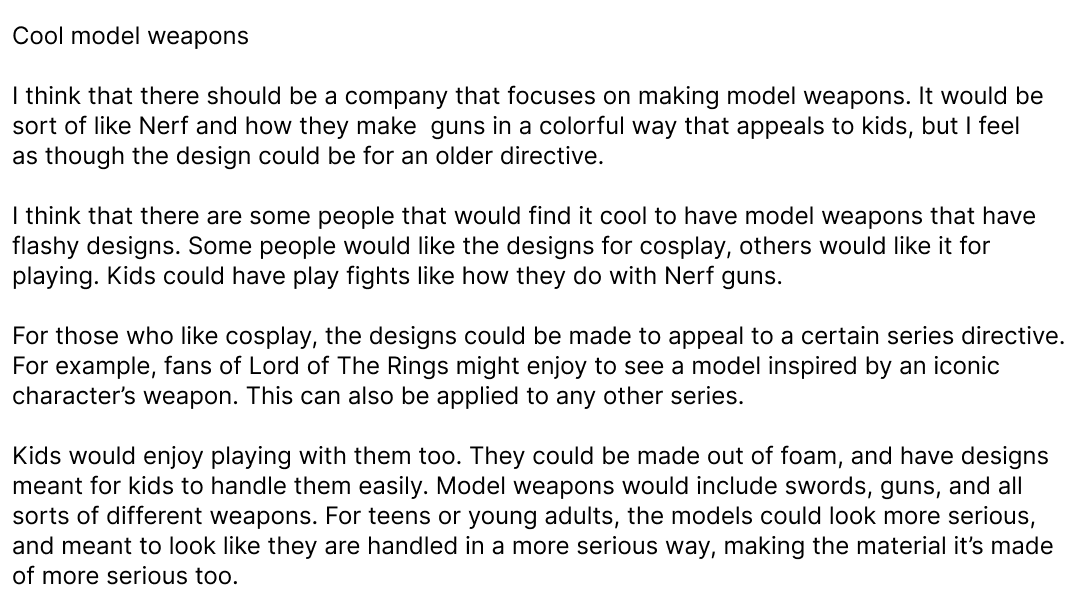 Cool model weapons
I think that there should be a company that focuses on making model weapons. It would be
sort of like Nerf and how they make  guns in a colorful way that appeals to kids, but I feel
as though the design could be for an older directive.
I think that there are some people that would find it cool to have model weapons that have
flashy designs. Some people would like the designs for cosplay, others would like it for
playing. Kids could have play fights like how they do with Nerf guns.
For those who like cosplay, the designs could be made to appeal to a certain series directive.
For example, fans of Lord of The Rings might enjoy to see a model inspired by an iconic
character’s weapon. This can also be applied to any other series.
Kids would enjoy playing with them too. They could be made out of foam, and have designs
meant for kids to handle them easily. Model weapons would include swords, guns, and all
sorts of different weapons. For teens or young adults, the models could look more serious,
and meant to look like they are handled in a more serious way, making the material it’s made
of more serious too.